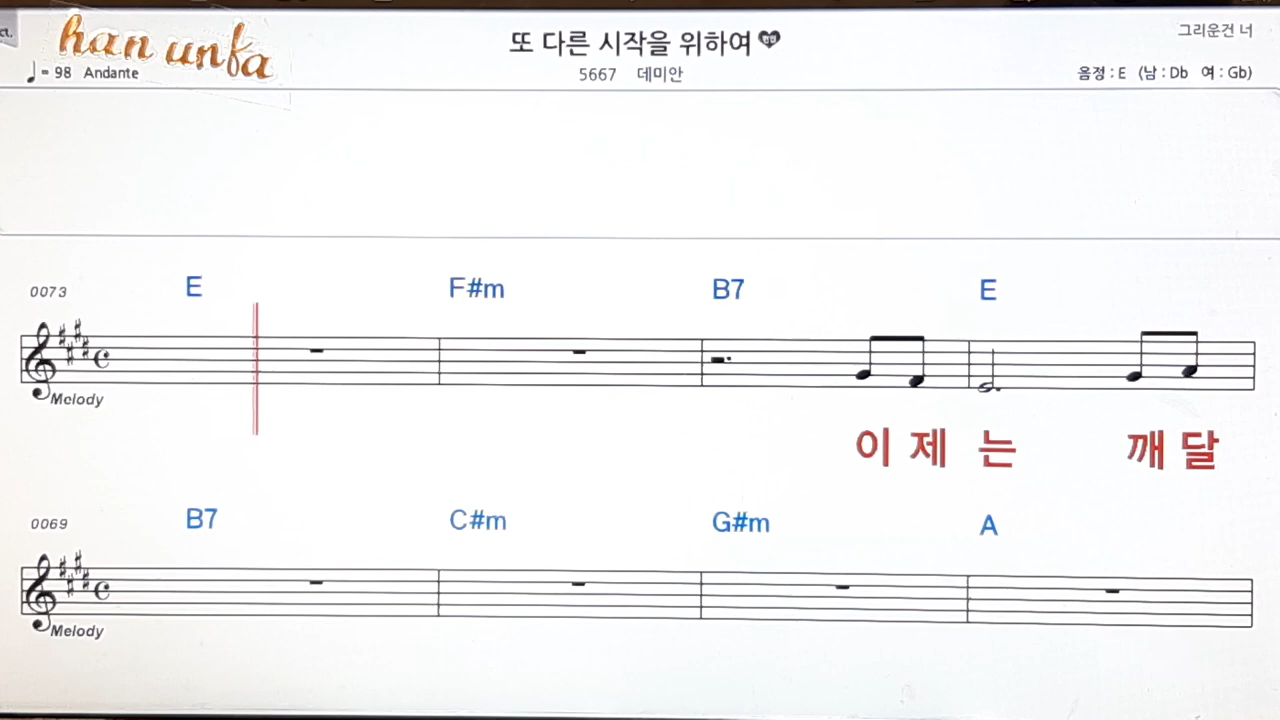 ct.
han unfa
또 다른 시작을 위하여
그리운건 너
♩= 98 Andante
5667 데미안
음정 : E (남 : Db 여 : Gb)
0073
E F#m B7 E
Melody
이 제 는 깨 달
0069
B7 C#m G#m A
Melody